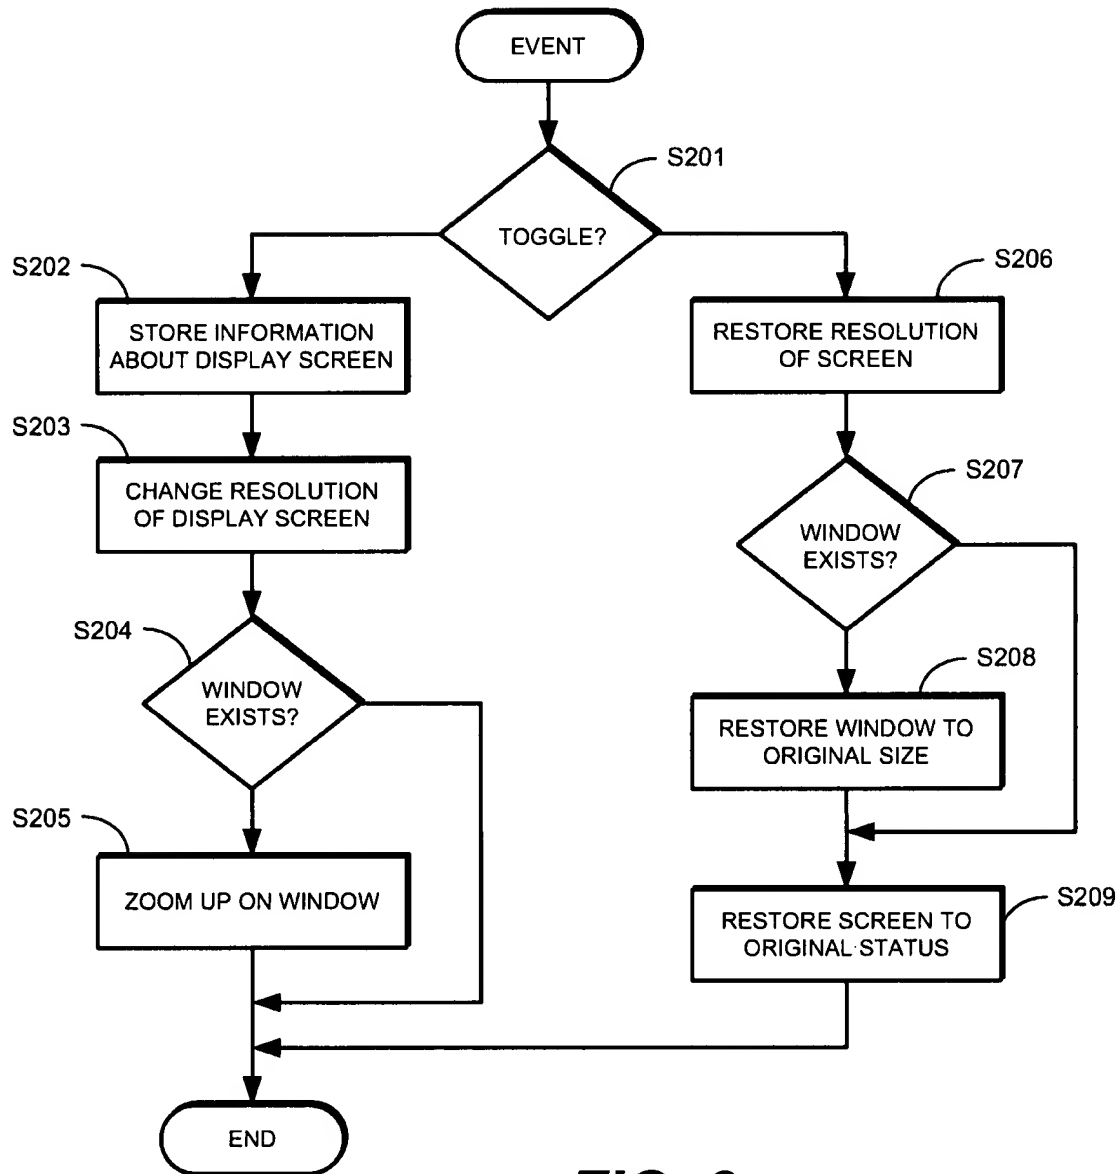 EVENT
S201
TOGGLE?
S202
STORE INFORMATION
ABOUT DISPLAY SCREEN
S206
RESTORE RESOLUTION
OF SCREEN
S203
CHANGE RESOLUTION
OF DISPLAY SCREEN
S207
WINDOW
EXISTS?
S204
WINDOW
EXISTS?
S208
RESTORE WINDOW TO
ORIGINAL SIZE
S205
ZOOM UP ON WINDOW
S209
RESTORE SCREEN TO
ORIGINAL STATUS
END